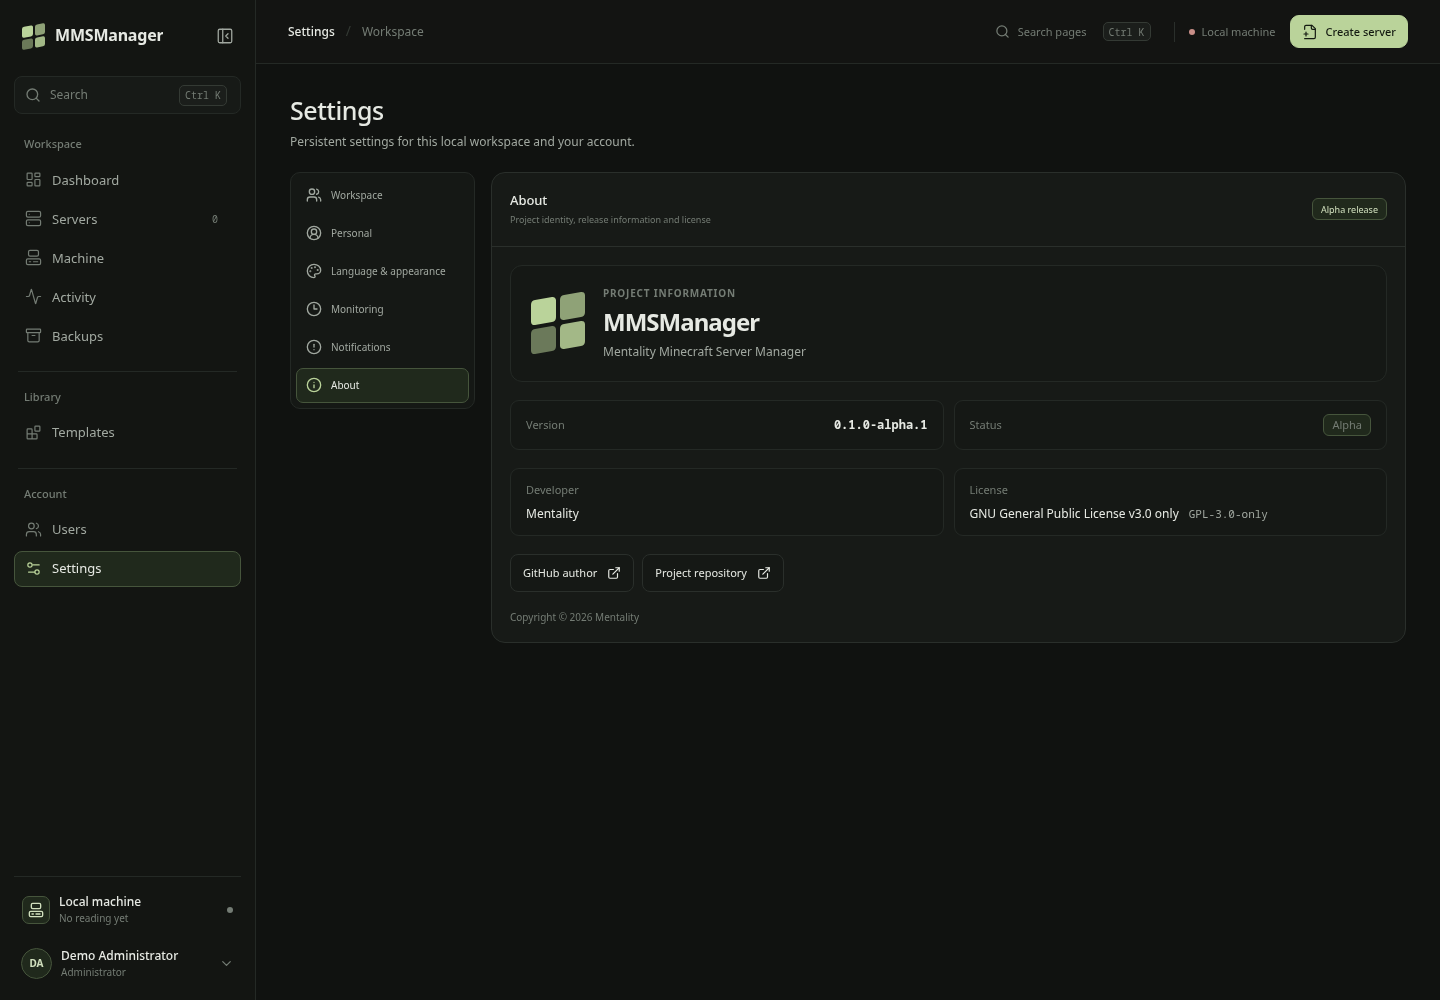 MMSManager
Search
Ctrl K
Workspace
Dashboard
Servers 0
Machine
Activity
Backups
Library
Templates
Account
Users
Settings
Local machine
No reading yet
DA
Demo Administrator
Administrator
Settings / Workspace
Search pages Ctrl K
Local machine
Create server
Settings
Persistent settings for this local workspace and your account.
Workspace
Personal
Language & appearance
Monitoring
Notifications
About
About
Project identity, release information and license
Alpha release
PROJECT INFORMATION
MMSManager
Mentality Minecraft Server Manager
Version 0.1.0-alpha.1
Status Alpha
Developer
Mentality
License
GNU General Public License v3.0 only GPL-3.0-only
GitHub author
Project repository
Copyright © 2026 Mentality